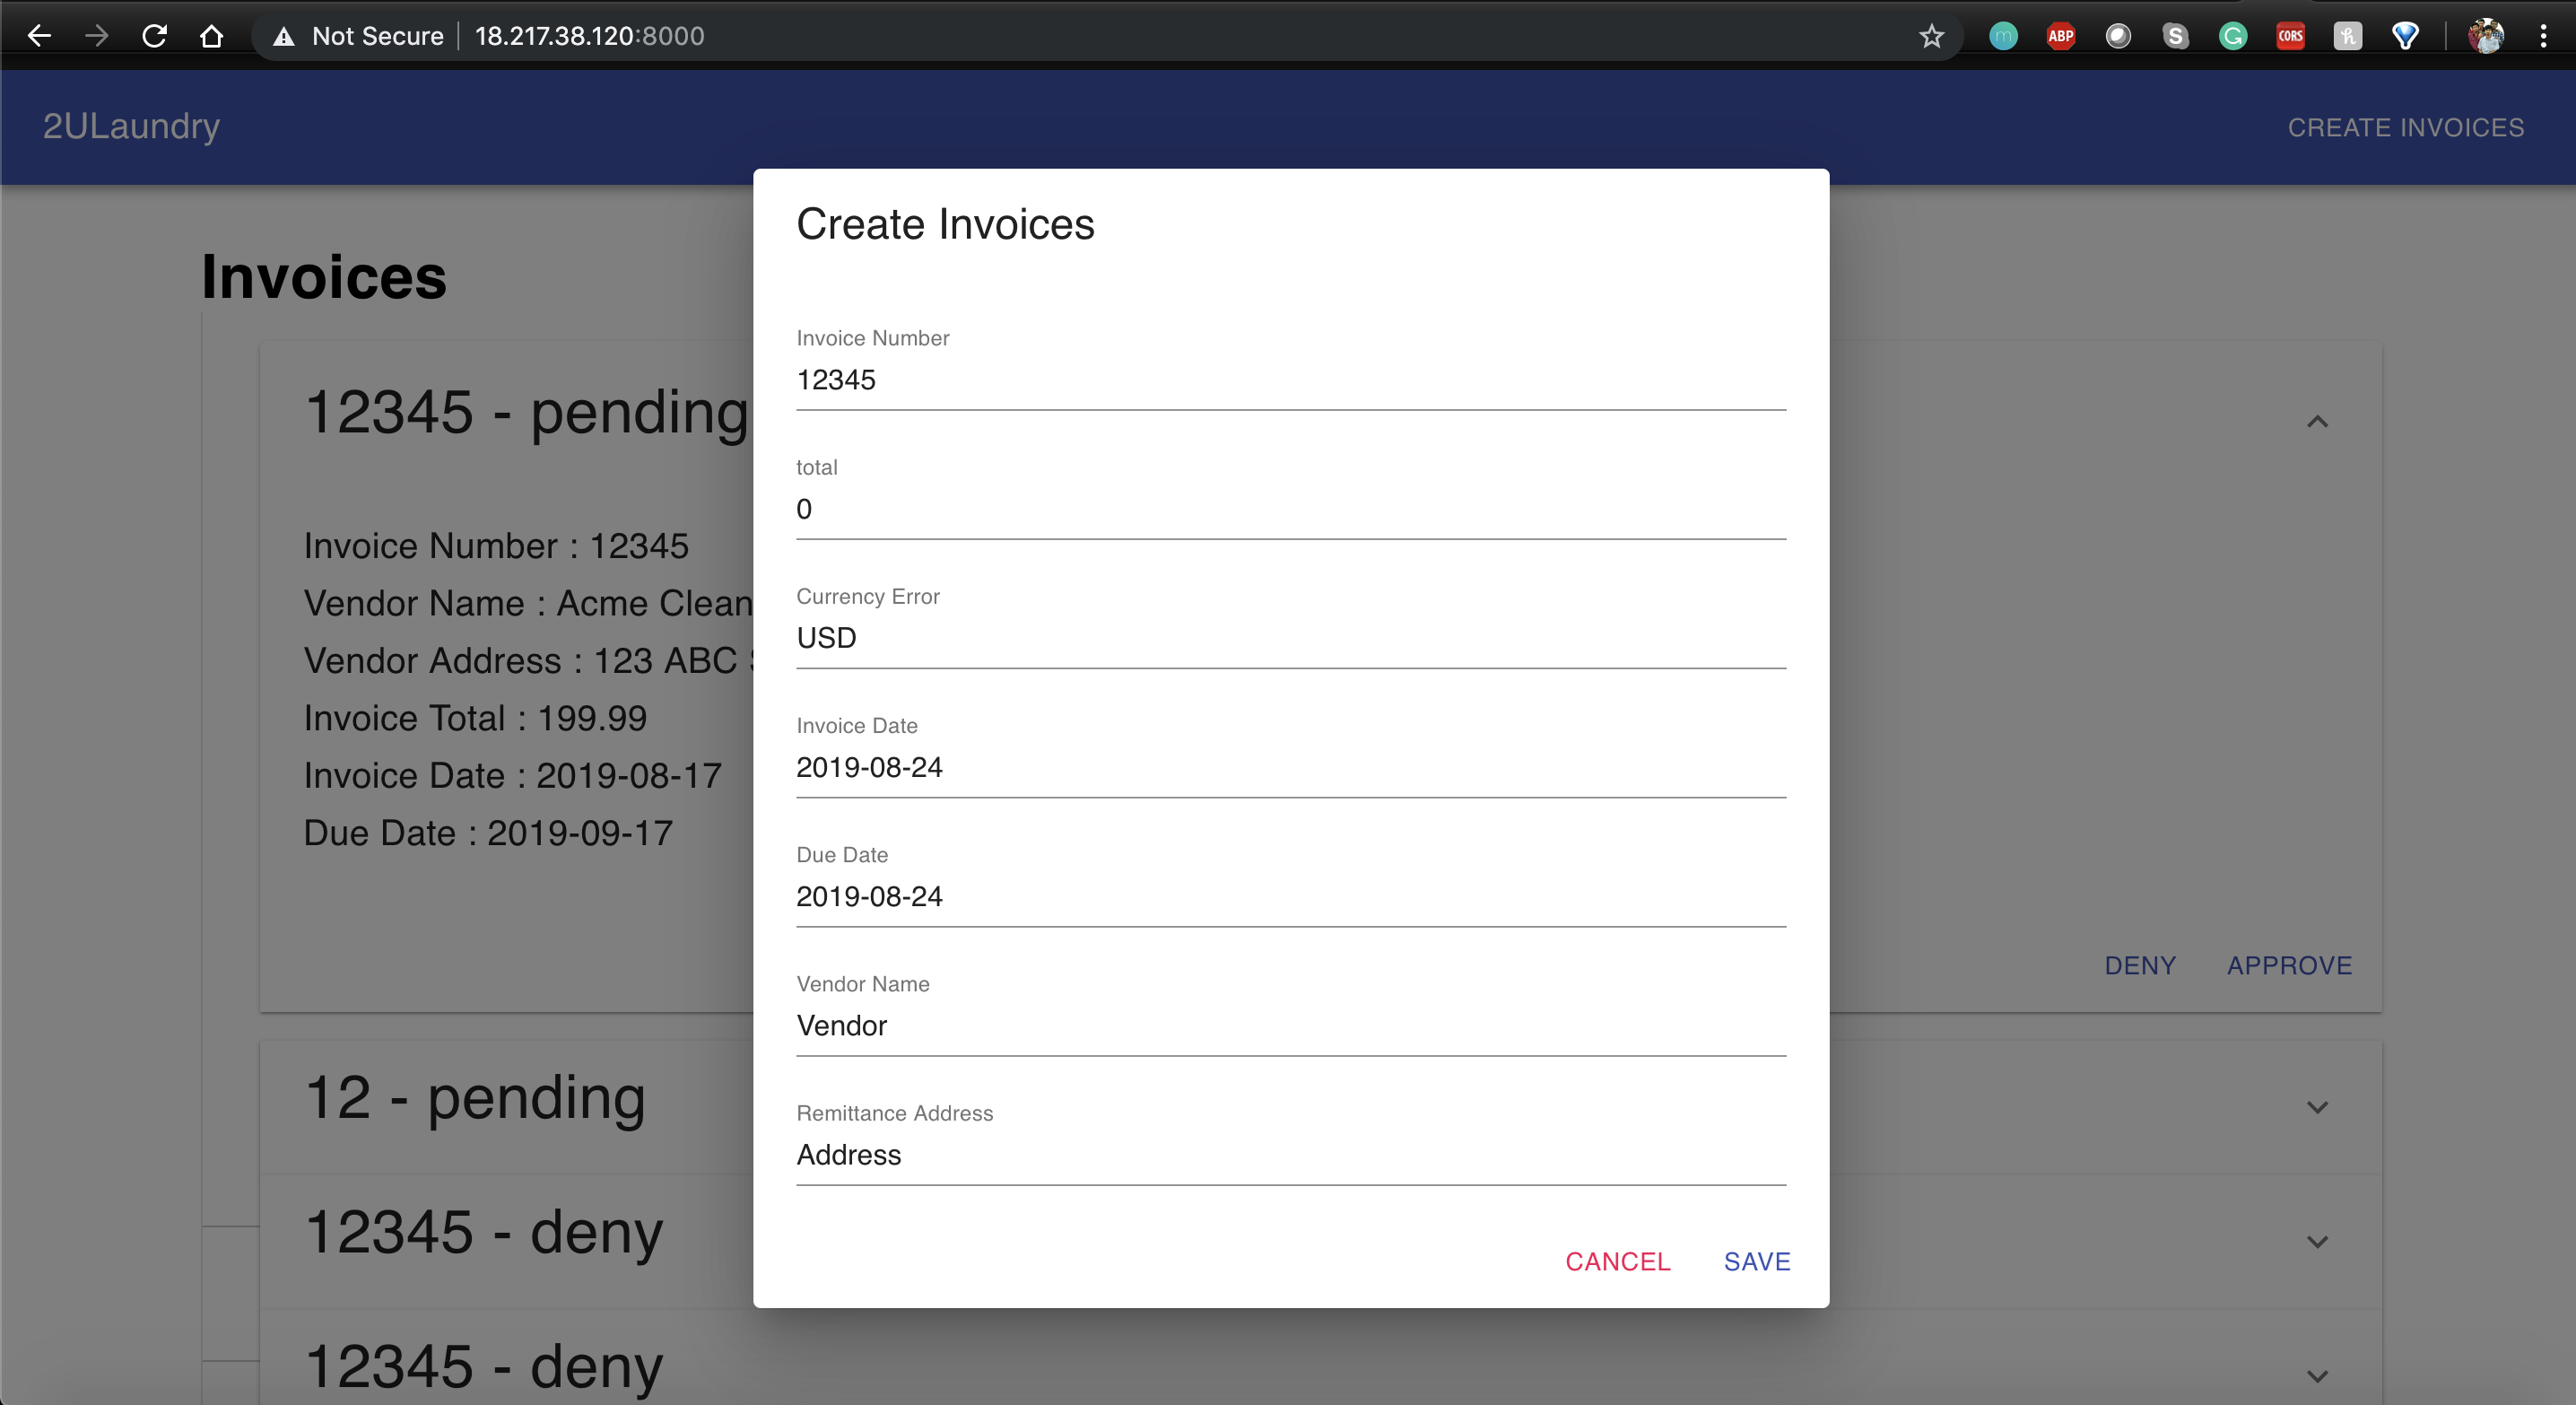 Not Secure | 18.217.38.120:8000
m ABP S G CORS h
2ULaundry
CREATE INVOICES
Invoices
12345 - pending
Invoice Number : 12345
Vendor Name : Acme Clean
Vendor Address : 123 ABC
Invoice Total : 199.99
Invoice Date : 2019-08-17
Due Date : 2019-09-17
DENY APPROVE
12 - pending
12345 - deny
12345 - deny
Create Invoices
Invoice Number
12345
total
0
Currency Error
USD
Invoice Date
2019-08-24
Due Date
2019-08-24
Vendor Name
Vendor
Remittance Address
Address
CANCEL SAVE